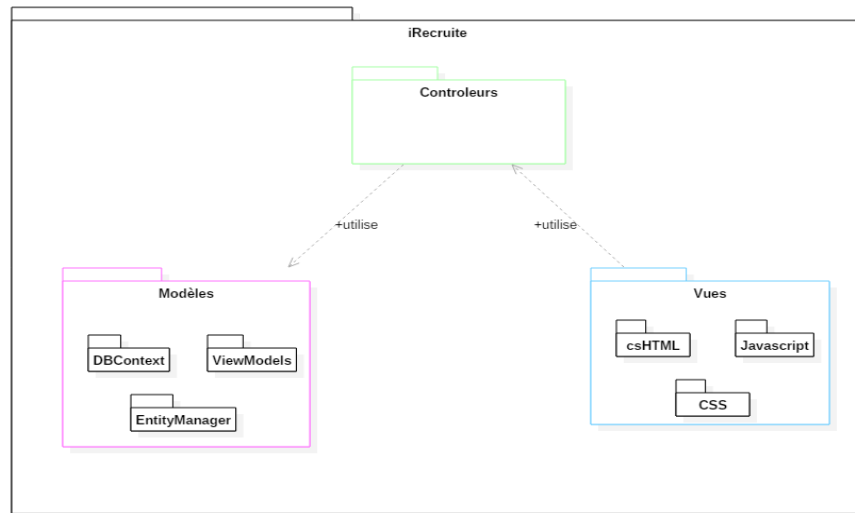 iRecruite
Controleurs
+utilise
+utilise
Modèles
Vues
DBContext
ViewModels
EntityManager
csHTML
Javascript
CSS